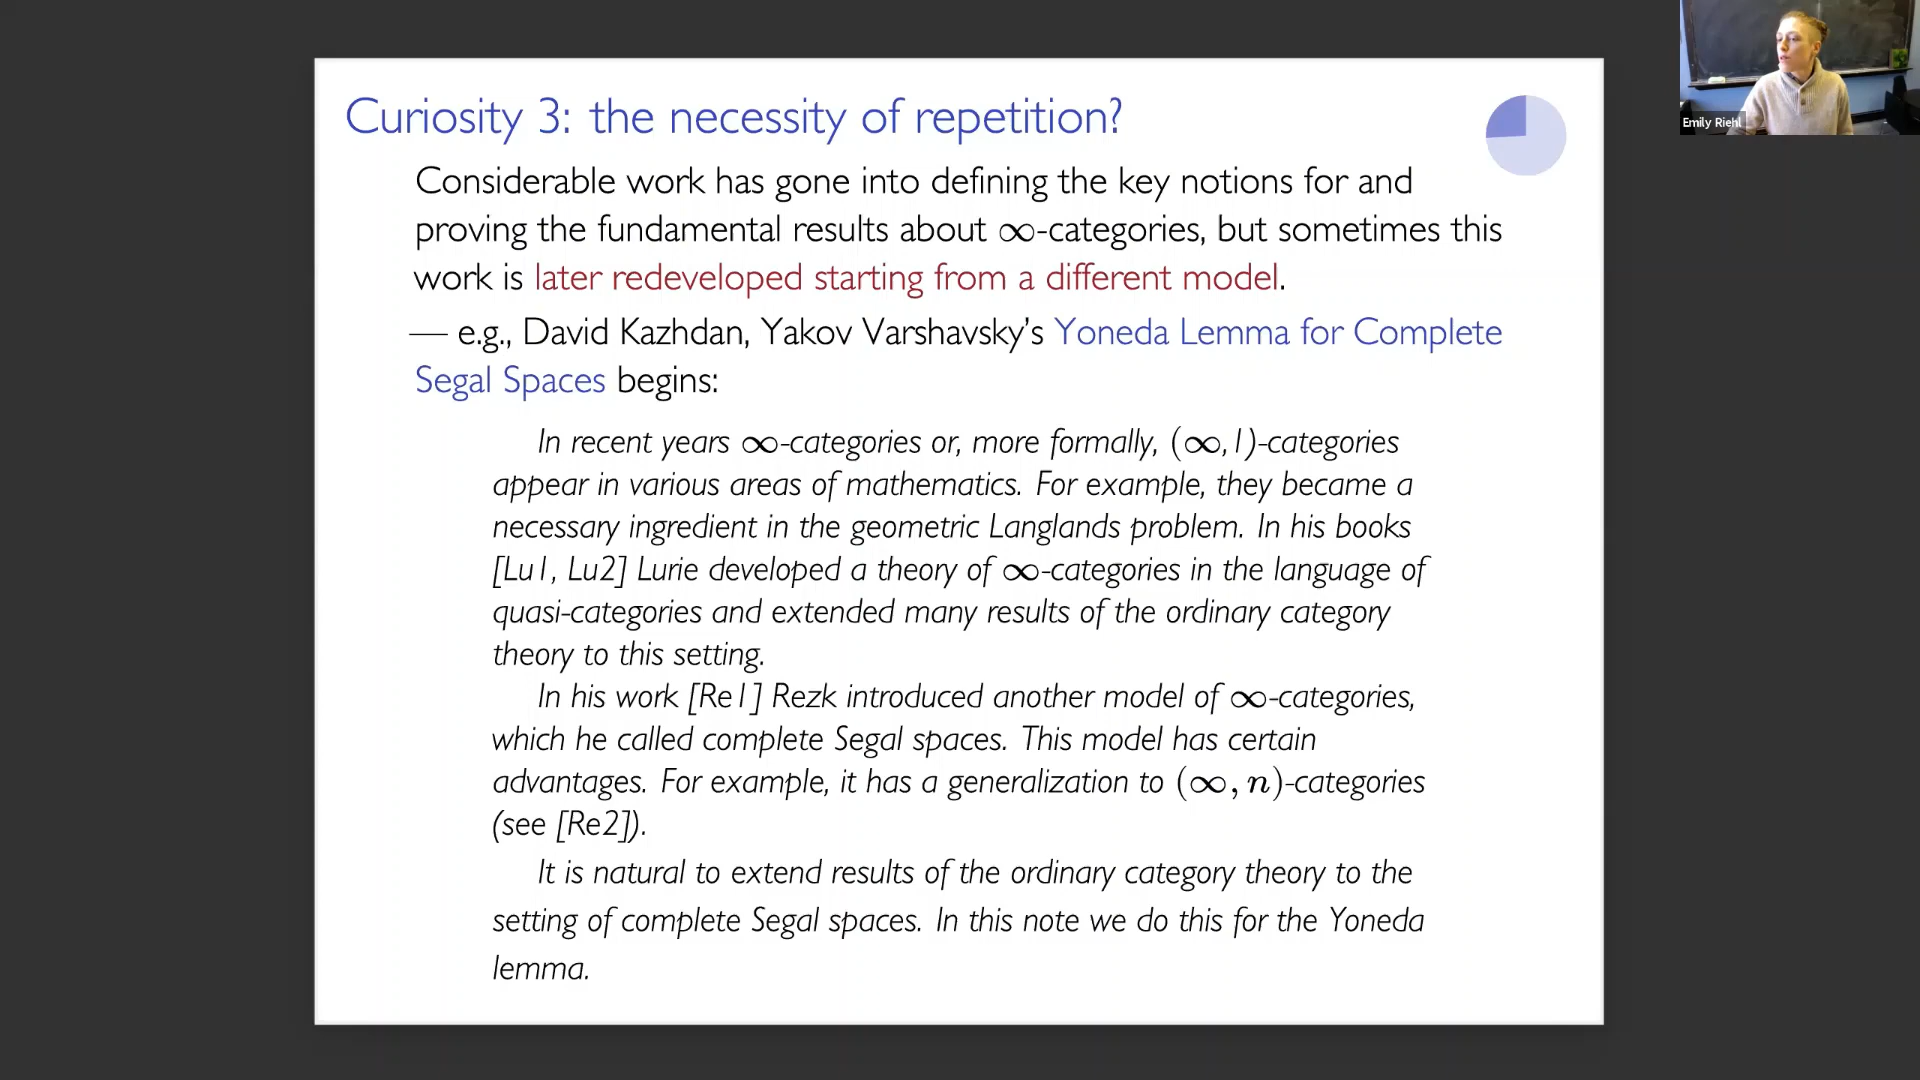 Curiosity 3: the necessity of repetition?
Considerable work has gone into defining the key notions for and
proving the fundamental results about ∞-categories, but sometimes this
work is later redeveloped starting from a different model.
— e.g., David Kazhdan, Yakov Varshavsky's Yoneda Lemma for Complete
Segal Spaces begins:
In recent years ∞-categories or, more formally, (∞,1)-categories
appear in various areas of mathematics. For example, they became a
necessary ingredient in the geometric Langlands problem. In his books
[Lu1, Lu2] Lurie developed a theory of ∞-categories in the language of
quasi-categories and extended many results of the ordinary category
theory to this setting.
In his work [Re1] Rezk introduced another model of ∞-categories,
which he called complete Segal spaces. This model has certain
advantages. For example, it has a generalization to (∞, n)-categories
(see [Re2]).
It is natural to extend results of the ordinary category theory to the
setting of complete Segal spaces. In this note we do this for the Yoneda
lemma.
Emily Riehl